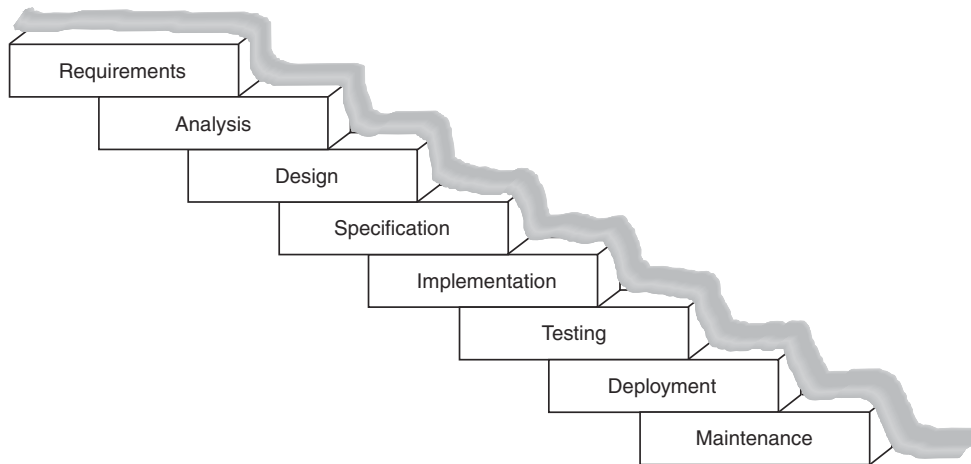 Requirements
Analysis
Design
Specification
Implementation
Testing
Deployment
Maintenance